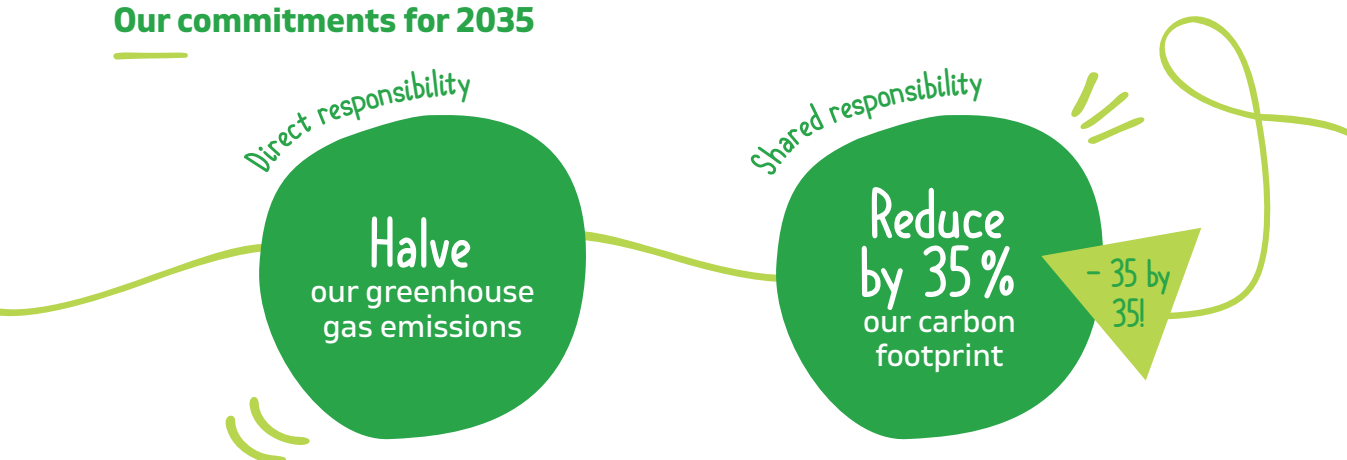 Our commitments for 2035
Direct responsibility
Halve
our greenhouse
gas emissions
Shared responsibility
Reduce
by 35 %
our carbon
footprint
- 35 by
35!